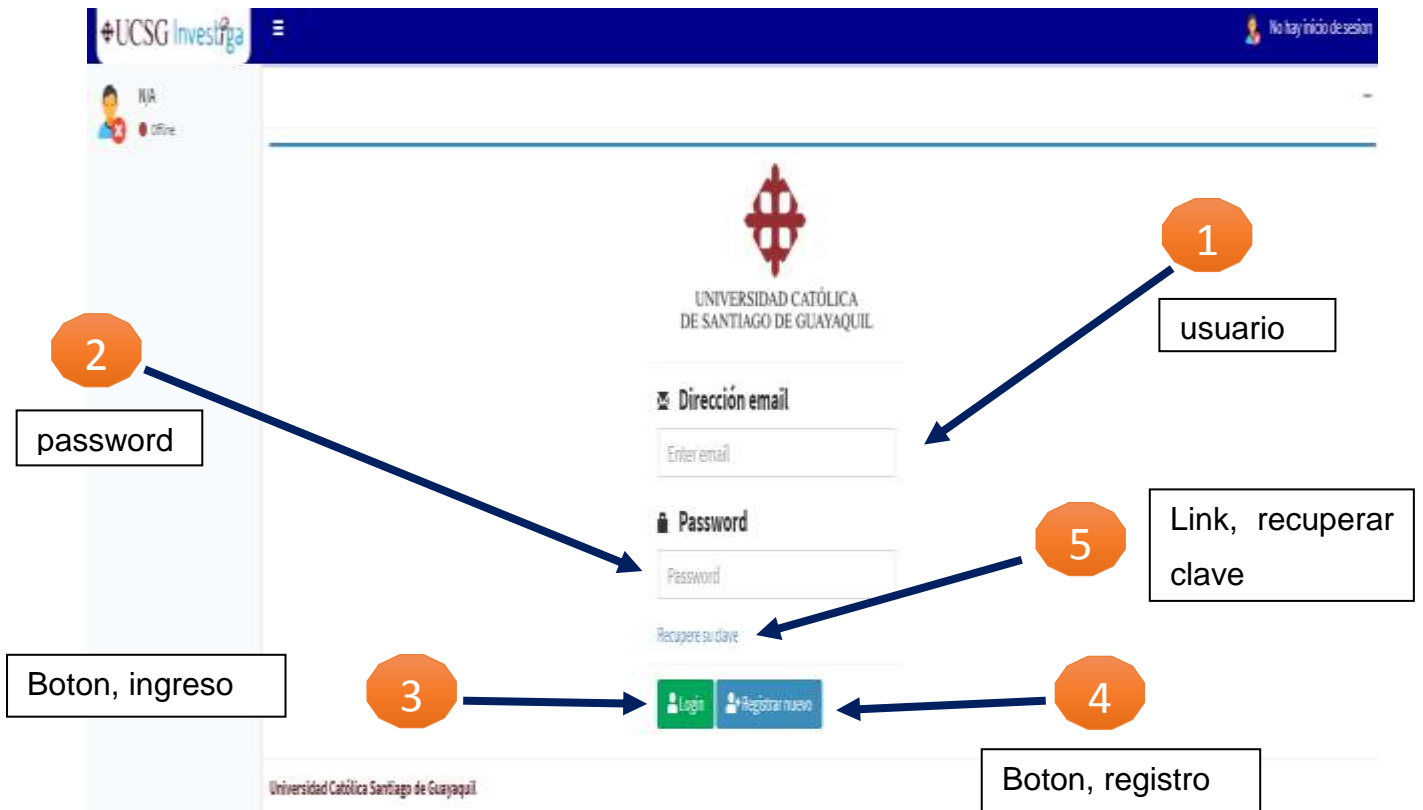 UCSG Investiga
No hay inicio de sesion
N/A
Offline
1
UNIVERSIDAD CATÓLICA
DE SANTIAGO DE GUAYAQUIL
usuario
2
password
Dirección email
Enter email
Password
Password
5
Link, recuperar
clave
Recupere su clave
Boton, ingreso
3
Login
Registrar nuevo
4
Boton, registro
Universidad Católica Santiago de Guayaquil